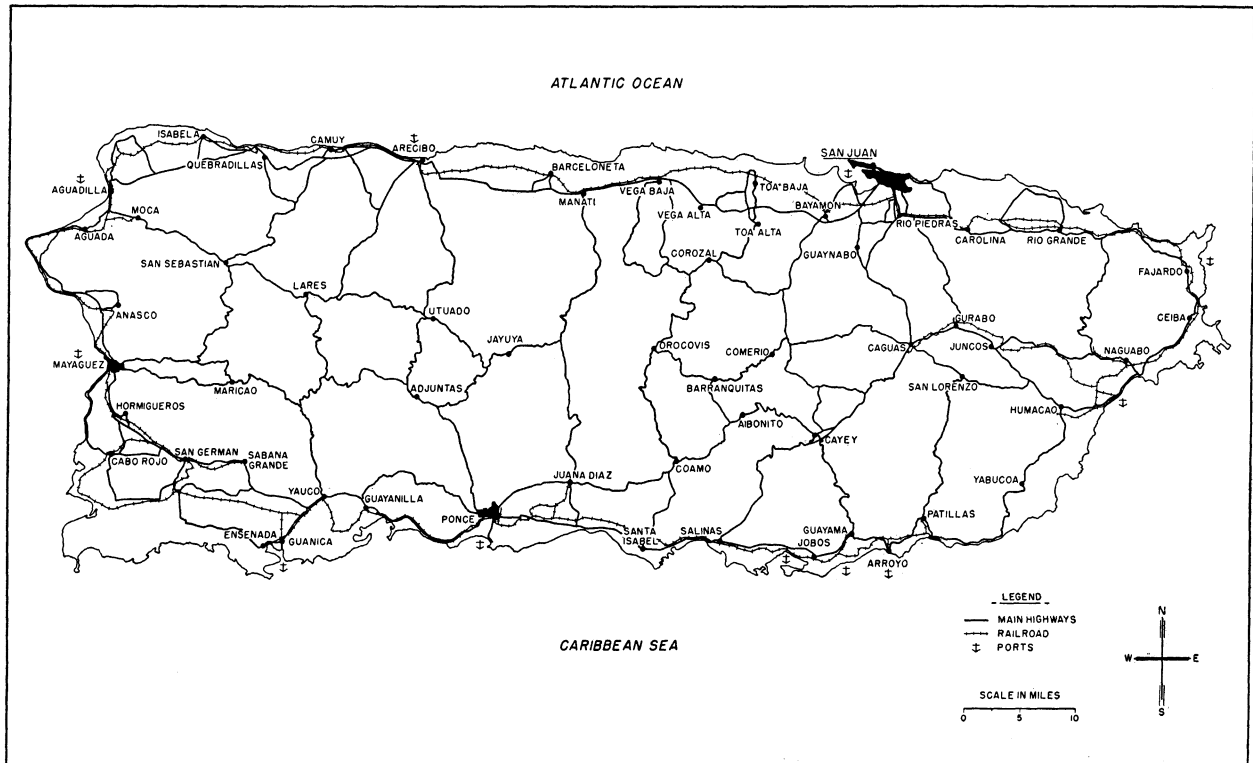 ATLANTIC OCEAN
ISABELA
CAMUY
ARECIBO
SAN JUAN
QUEBRADILLAS
BARCELONETA
AGUADILLA
MANATI
VEGA BAJA
TOA BAJA
MOCA
VEGA ALTA
BAYAMON
AGUADA
TOA ALTA
RIO PIEDRAS
CAROLINA
RIO GRANDE
SAN SEBASTIAN
COROZAL
GUAYNABO
FAJARDO
LARES
ANASCO
UTUADO
GURABO
CEIBA
JAYUYA
OROCOVIS
COMERIO
CAGUAS
JUNCOS
NAGUABO
MAYAGUEZ
MARICAO
ADJUNTAS
BARRANQUITAS
SAN LORENZO
HORMIGUEROS
AIBONITO
HUMACAO
CAYEY
CABO ROJO
SAN GERMAN
SABANA
GRANDE
COAMO
JUANA DIAZ
YABUCOA
YAUCO
GUAYANILLA
PONCE
PATILLAS
ENSENADA
GUANICA
SANTA
ISABEL
SALINAS
GUAYAMA
JOBOS
ARROYO
CARIBBEAN SEA
LEGEND
MAIN HIGHWAYS
RAILROAD
PORTS
N
W E
S
SCALE IN MILES
0 5 10